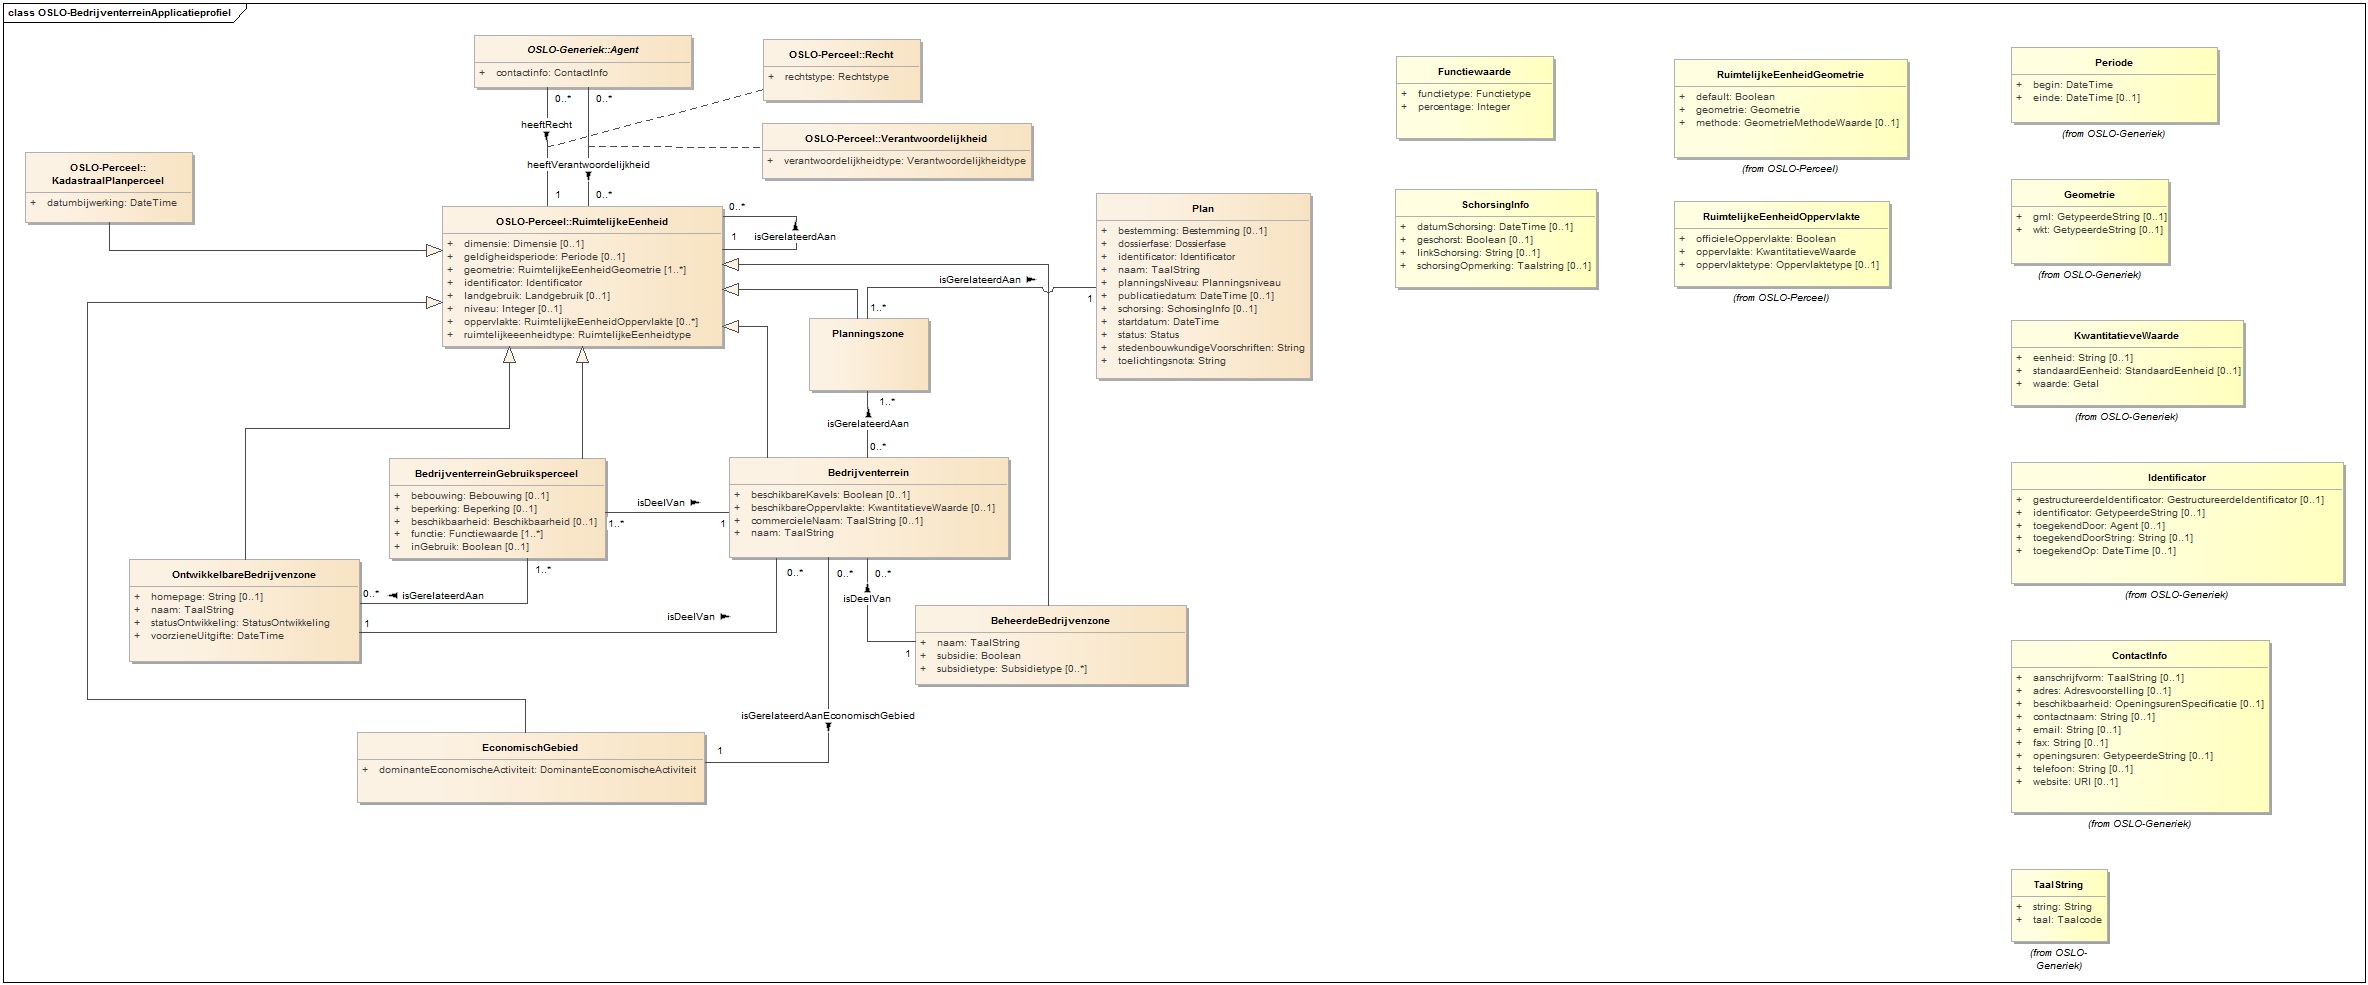 class OSLO-BedrijventerreinApplicatieprofiel
OSLO-Generiek::Agent
+ contactinfo: ContactInfo
OSLO-Perceel::Recht
+ rechtstype: Rechtstype
0..*
0..*
heeftRecht
OSLO-Perceel::Verantwoordelijkheid
+ verantwoordelijkheidtype: Verantwoordelijkheidtype
heeftVerantwoordelijkheid
1
0..*
OSLO-Perceel::
KadastraalPlanperceel
+ datumbijwerking: DateTime
OSLO-Perceel::RuimtelijkeEenheid
+ dimensie: Dimensie [0..1]
+ geldigheidsperiode: Periode [0..1]
+ geometrie: RuimtelijkeEenheidGeometrie [1..*]
+ identificator: Identificator
+ landgebruik: Landgebruik [0..1]
+ niveau: Integer [0..1]
+ oppervlakte: RuimtelijkeEenheidOppervlakte [0..*]
+ ruimtelijkeeenheidtype: RuimtelijkeEenheidtype
0..*
1
isGerelateerdAan
Plan
+ bestemming: Bestemming [0..1]
+ dossierfase: Dossierfase
+ identificator: Identificator
+ naam: TaalString
+ planningsNiveau: Planningsniveau
+ publicatiedatum: DateTime [0..1]
+ schorsing: SchorsingInfo [0..1]
+ startdatum: DateTime
+ status: Status
+ stedenbouwkundigeVoorschriften: String
+ toelichtingsnota: String
isGerelateerdAan
1
1..*
Planningszone
1..*
isGerelateerdAan
0..*
BedrijventerreinGebruiksperceel
+ bebouwing: Bebouwing [0..1]
+ beperking: Beperking [0..1]
+ beschikbaarheid: Beschikbaarheid [0..1]
+ functie: Functiewaarde [1..*]
+ inGebruik: Boolean [0..1]
isDeelVan
1..*
1
Bedrijventerrein
+ beschikbareKavels: Boolean [0..1]
+ beschikbareOppervlakte: KwantitatieveWaarde [0..1]
+ commercieleNaam: TaalString [0..1]
+ naam: TaalString
OntwikkelbareBedrijvenzone
+ homepage: String [0..1]
+ naam: TaalString
+ statusOntwikkeling: StatusOntwikkeling
+ voorzieneUitgifte: DateTime
1..*
0..*
isGerelateerdAan
1
isDeelVan
0..*
0..*
0..*
isDeelVan
1
BeheerdeBedrijvenzone
+ naam: TaalString
+ subsidie: Boolean
+ subsidietype: Subsidietype [0..*]
isGerelateerdAanEconomischGebied
1
EconomischGebied
+ dominanteEconomischeActiviteit: DominanteEconomischeActiviteit
Functiewaarde
+ functietype: Functietype
+ percentage: Integer
SchorsingInfo
+ datumSchorsing: DateTime [0..1]
+ geschorst: Boolean [0..1]
+ linkSchorsing: String [0..1]
+ schorsingOpmerking: Taalstring [0..1]
RuimtelijkeEenheidGeometrie
+ default: Boolean
+ geometrie: Geometrie
+ methode: GeometrieMethodeWaarde [0..1]
(from OSLO-Perceel)
RuimtelijkeEenheidOppervlakte
+ officieleOppervlakte: Boolean
+ oppervlakte: KwantitatieveWaarde
+ oppervlaktetype: Oppervlaktetype [0..1]
(from OSLO-Perceel)
Periode
+ begin: DateTime
+ einde: DateTime [0..1]
(from OSLO-Generiek)
Geometrie
+ gml: GetypeerdeString [0..1]
+ wkt: GetypeerdeString [0..1]
(from OSLO-Generiek)
KwantitatieveWaarde
+ eenheid: String [0..1]
+ standaardEenheid: StandaardEenheid [0..1]
+ waarde: Getal
(from OSLO-Generiek)
Identificator
+ gestructureerdeIdentificator: GestructureerdeIdentificator [0..1]
+ identificator: GetypeerdeString [0..1]
+ toegekendDoor: Agent [0..1]
+ toegekendDoorString: String [0..1]
+ toegekendOp: DateTime [0..1]
(from OSLO-Generiek)
ContactInfo
+ aanschrijfvorm: TaalString [0..1]
+ adres: Adresvoorstelling [0..1]
+ beschikbaarheid: OpeningsurenSpecificatie [0..1]
+ contactnaam: String [0..1]
+ email: String [0..1]
+ fax: String [0..1]
+ openingsuren: GetypeerdeString [0..1]
+ telefoon: String [0..1]
+ website: URI [0..1]
(from OSLO-Generiek)
TaalString
+ string: String
+ taal: Taalcode
(from OSLO-
Generiek)